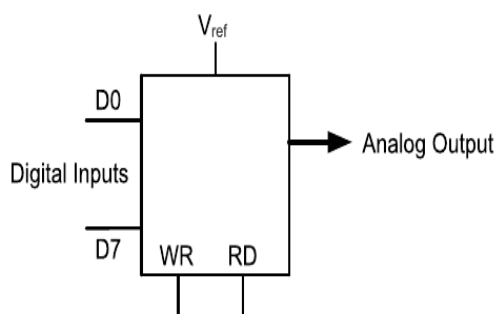 Vref
D0
Analog Output
Digital Inputs
D7
WR RD